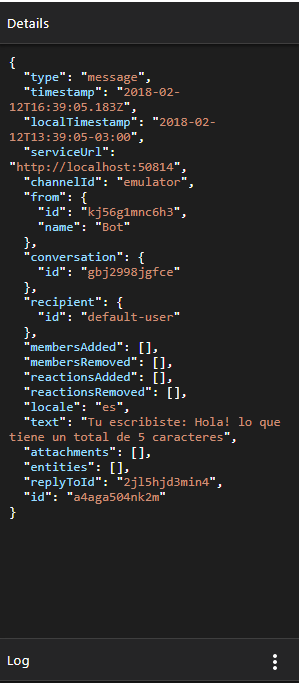 Details
{
"type": "message",
"timestamp": "2018-02-
12T16:39:05.183Z",
"localTimestamp": "2018-02-
12T13:39:05-03:00",
"serviceUrl":
"http://localhost:50814",
"channelId": "emulator",
"from": {
"id": "kj56g1mnc6h3",
"name": "Bot"
},
"conversation": {
"id": "gbj2998jgfce"
},
"recipient": {
"id": "default-user"
},
"membersAdded": [],
"membersRemoved": [],
"reactionsAdded": [],
"reactionsRemoved": [],
"locale": "es",
"text": "Tu escribiste: Hola! lo que
tiene un total de 5 caracteres",
"attachments": [],
"entities": [],
"replyToId": "2jl5hjd3min4",
"id": "a4aga504nk2m"
}
Log